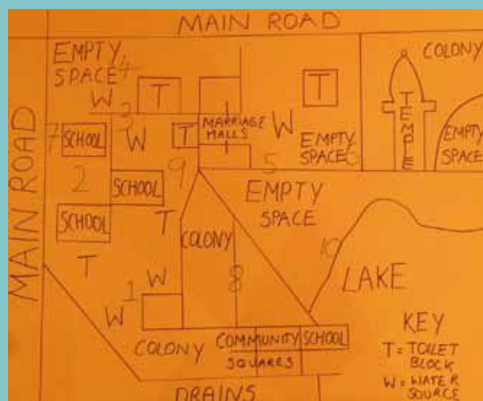 MAIN ROAD
EMPTY
SPACE 4
COLONY
W
T
T
3
MARRIAGE
HALLS
TEMPLE
7
SCHOOL
W
T
W
EMPTY
SPACE
EMPTY
SPACE
6
MAIN ROAD
2
SCHOOL
9
5
EMPTY
SPACE
SCHOOL
T
COLONY
10
T
W
8
LAKE
1
W
COLONY
COMMUNITY
SQUARES
SCHOOL
KEY
T = TOILET
BLOCK
W = WATER
SOURCE
DRAINS